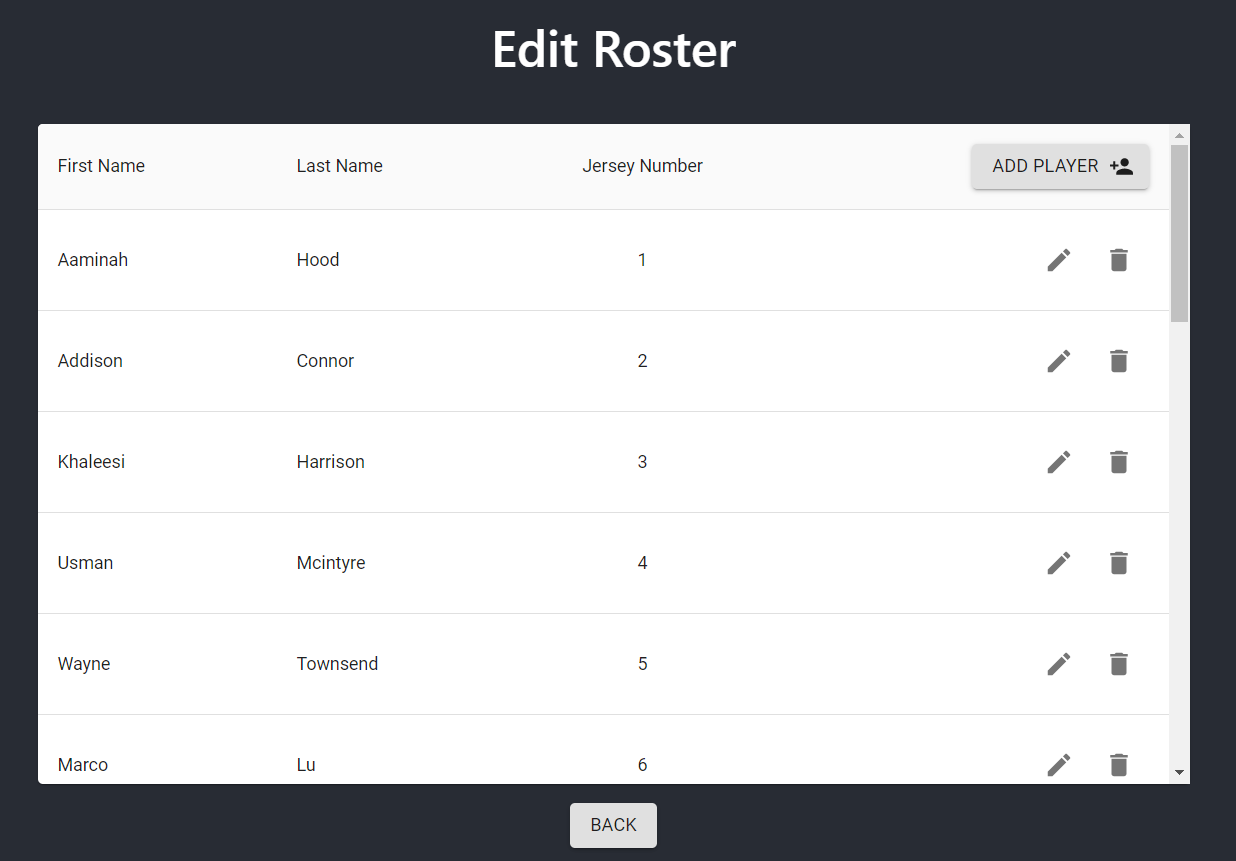 Edit Roster
First Name Last Name Jersey Number ADD PLAYER
Aaminah Hood 1
Addison Connor 2
Khaleesi Harrison 3
Usman Mcintyre 4
Wayne Townsend 5
Marco Lu 6
BACK